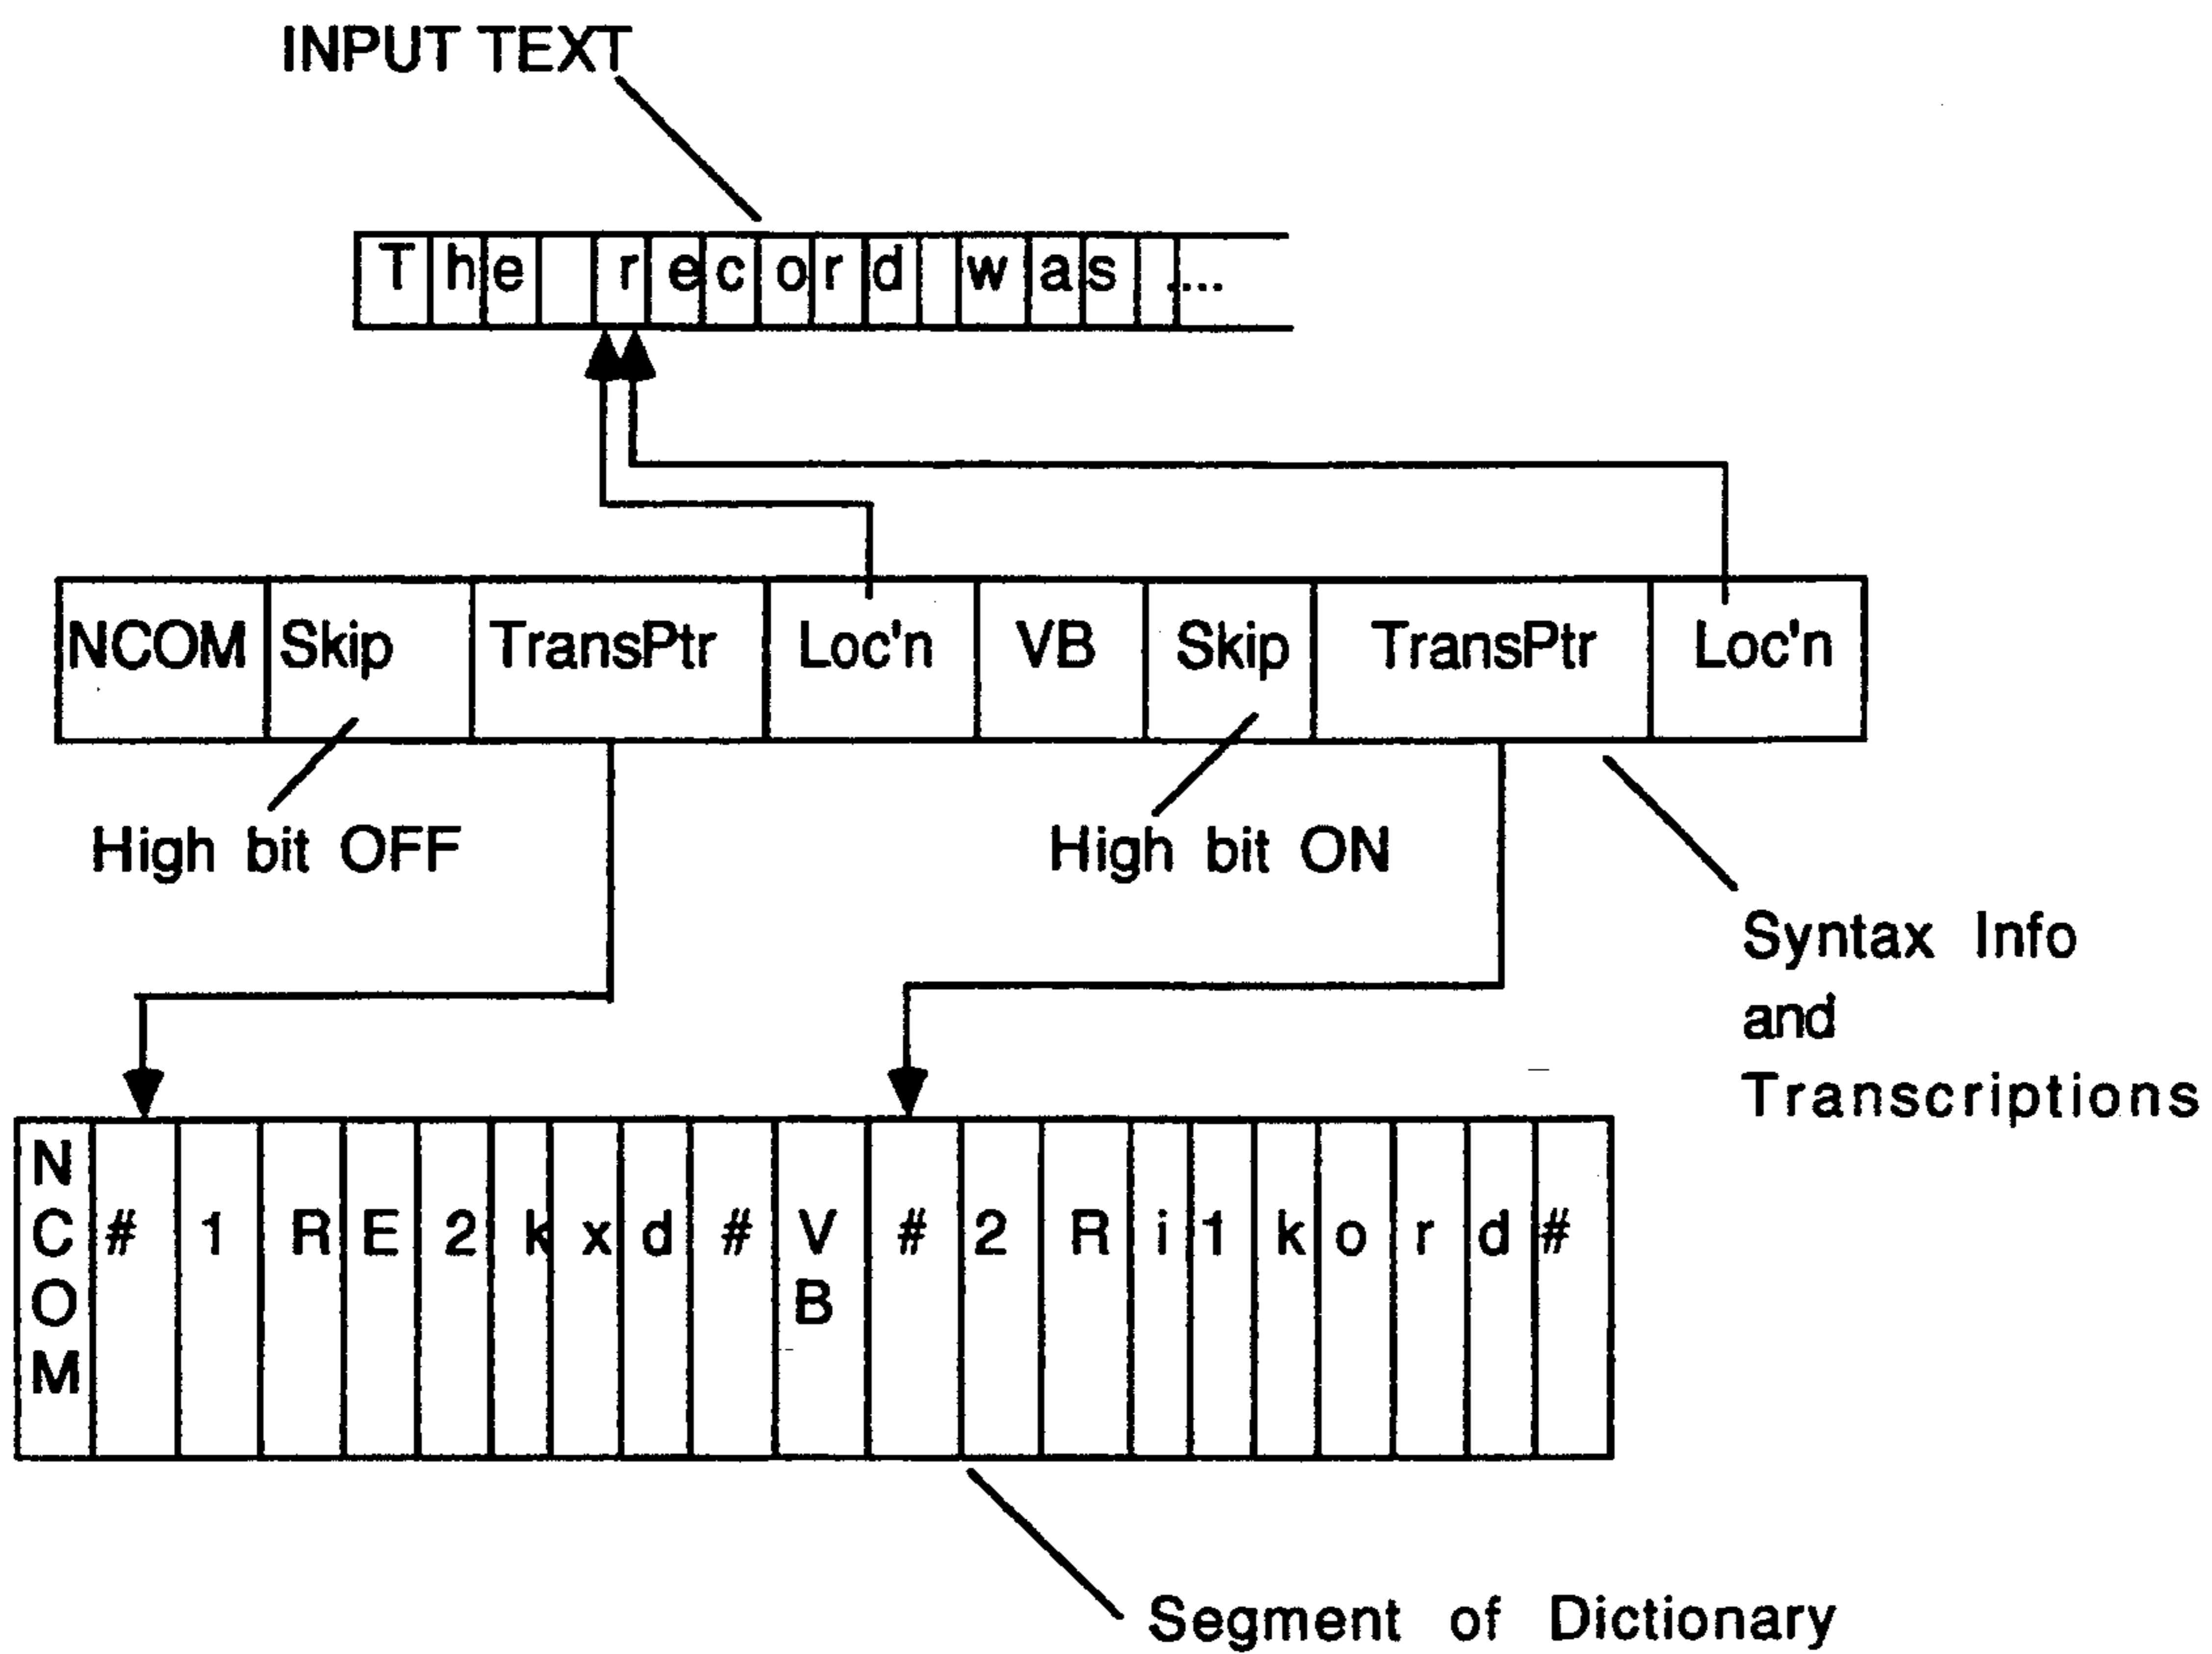 INPUT TEXT
The record was ...
NCOM Skip TransPtr Loc'n VB Skip TransPtr Loc'n
High bit OFF
High bit ON
Syntax Info
and
Transcriptions
NCOM # 1 R E 2 k x d # VB # 2 R i 1 k o r d #
Segment of Dictionary